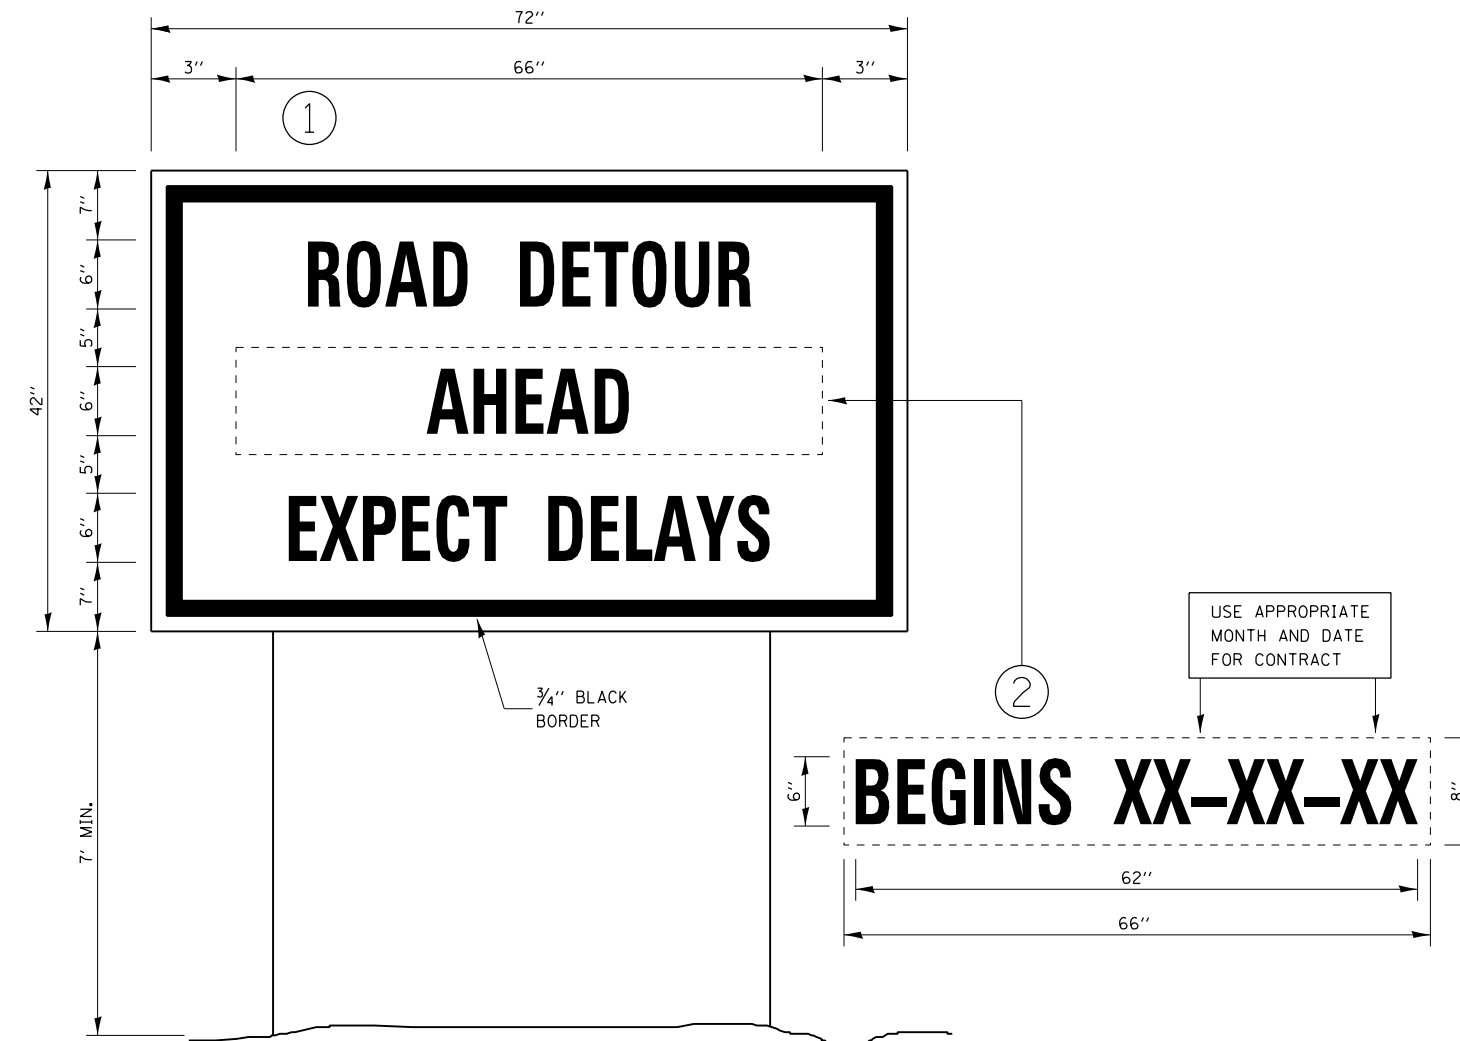 72''
3'' 66'' 3''
1
7''
6''
5''
6''
5''
6''
7''
42''
7' MIN.
ROAD DETOUR
AHEAD
EXPECT DELAYS
3/4'' BLACK
BORDER
2
USE APPROPRIATE
MONTH AND DATE
FOR CONTRACT
6''
BEGINS XX-XX-XX
8''
62''
66''